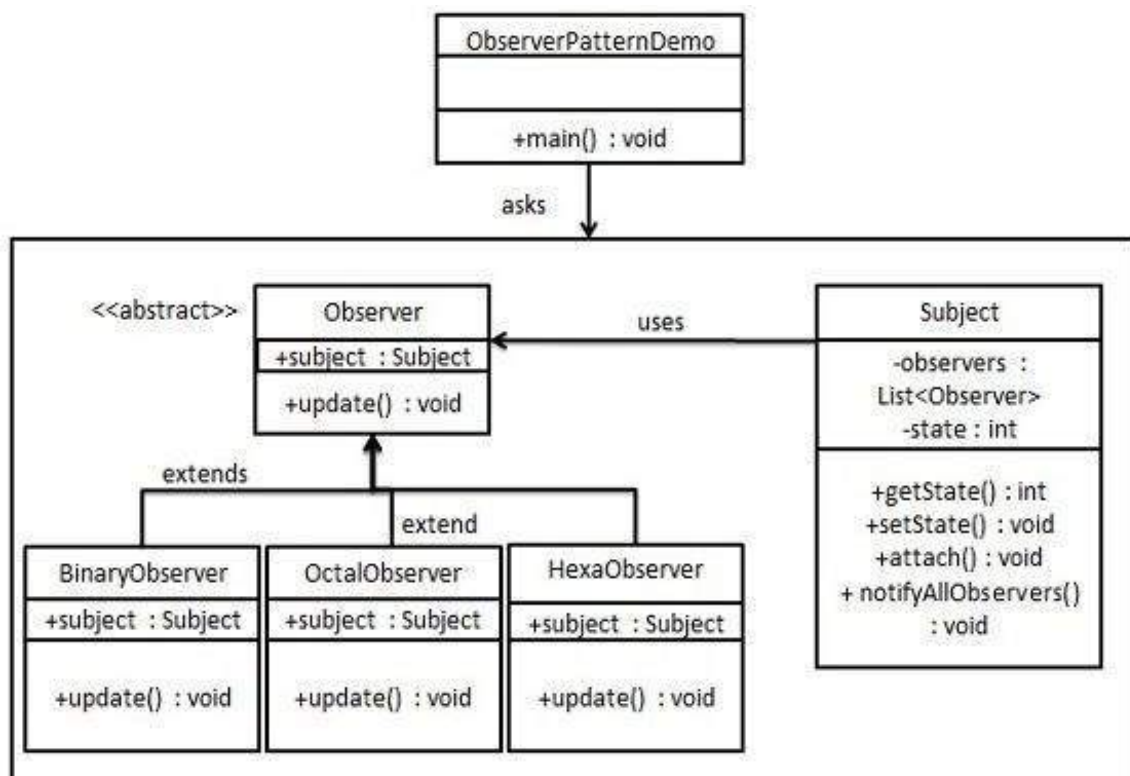 ObserverPatternDemo
+main() : void
asks
<<abstract>>
Observer
+subject : Subject
+update() : void
uses
Subject
-observers :
List<Observer>
-state : int
+getState() : int
+setState() : void
+attach() : void
+ notifyAllObservers()
: void
extends
extend
BinaryObserver
+subject : Subject
+update() : void
OctalObserver
+subject : Subject
+update() : void
HexaObserver
+subject : Subject
+update() : void